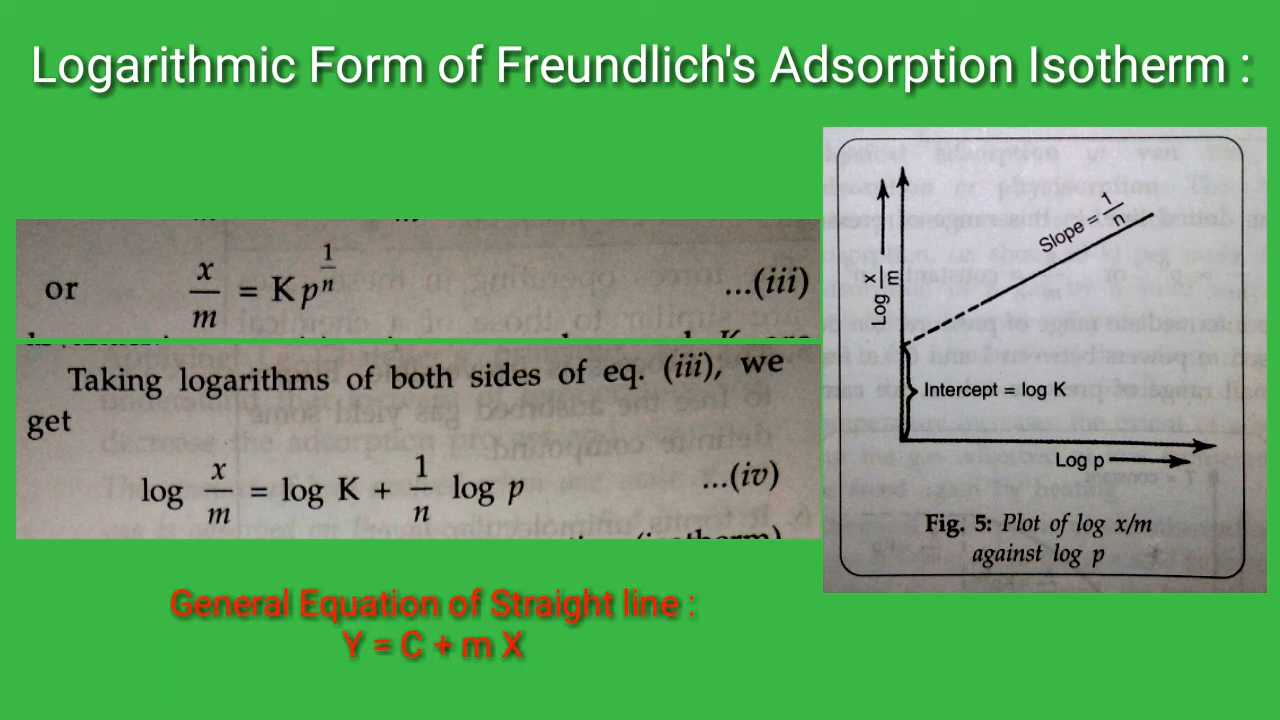 Logarithmic Form of Freundlich's Adsorption Isotherm :
or x/m = K p^1/n ...(iii)
Taking logarithms of both sides of eq. (iii), we
get
log x/m = log K + 1/n log p ...(iv)
General Equation of Straight line :
Y = C + m X
Log x/m
Slope = 1/n
Intercept = log K
Log p
Fig. 5: Plot of log x/m
against log p